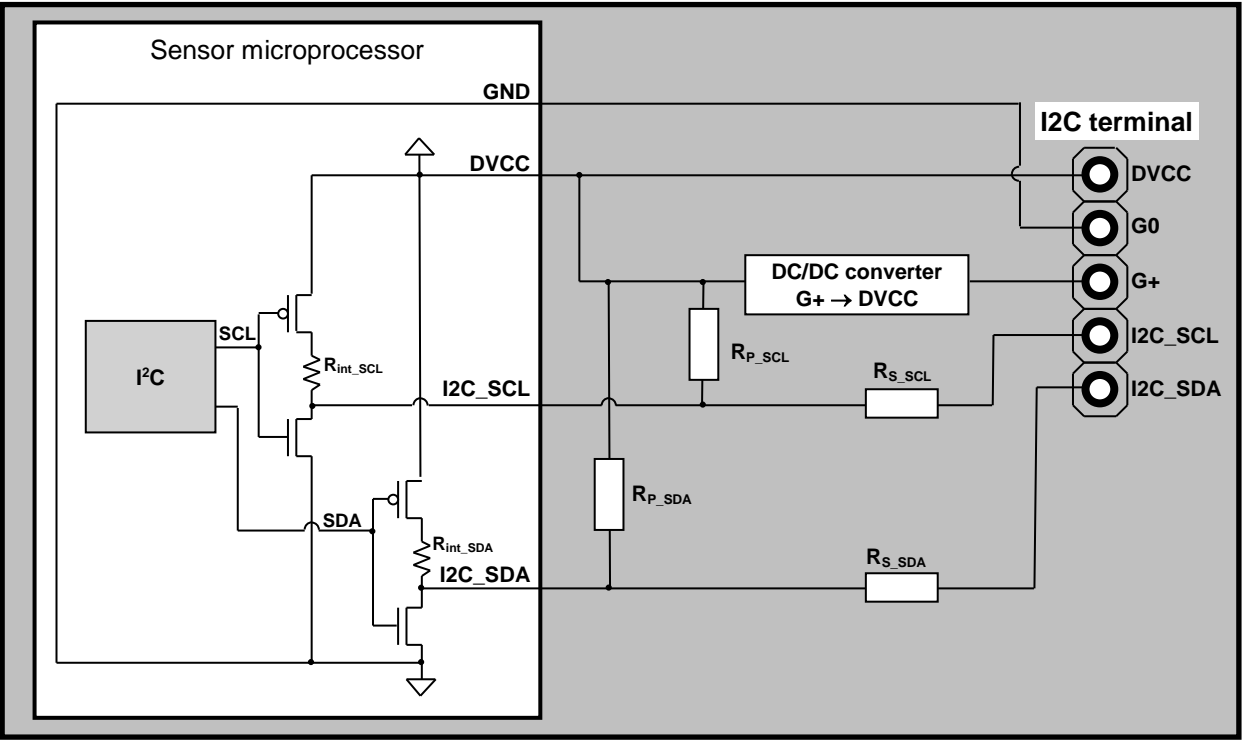 Sensor microprocessor
GND
I2C terminal
DVCC
DVCC
G0
DC/DC converter
G+ → DVCC
G+
SCL
I²C
R_int_SCL
R_P_SCL
I2C_SCL
R_S_SCL
I2C_SCL
I2C_SDA
R_P_SDA
SDA
R_int_SDA
I2C_SDA
R_S_SDA